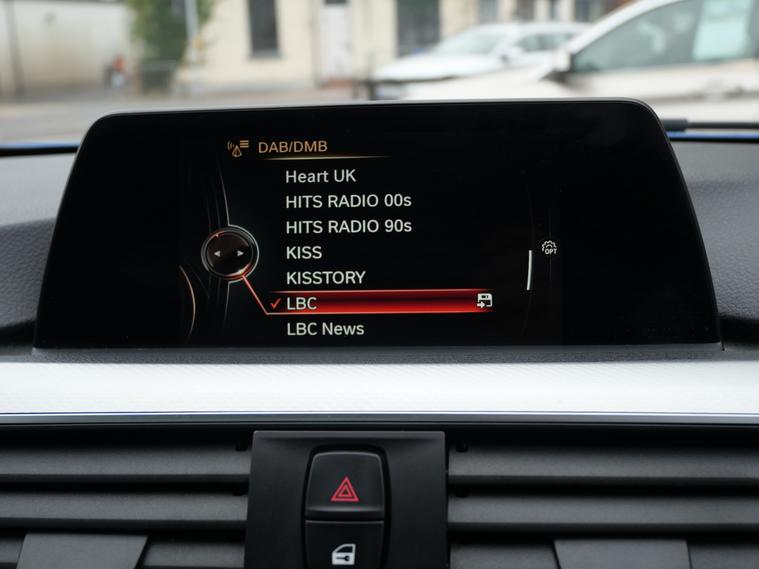 DAB/DMB
Heart UK
HITS RADIO 00s
HITS RADIO 90s
KISS
OPT
KISSTORY
LBC
LBC News